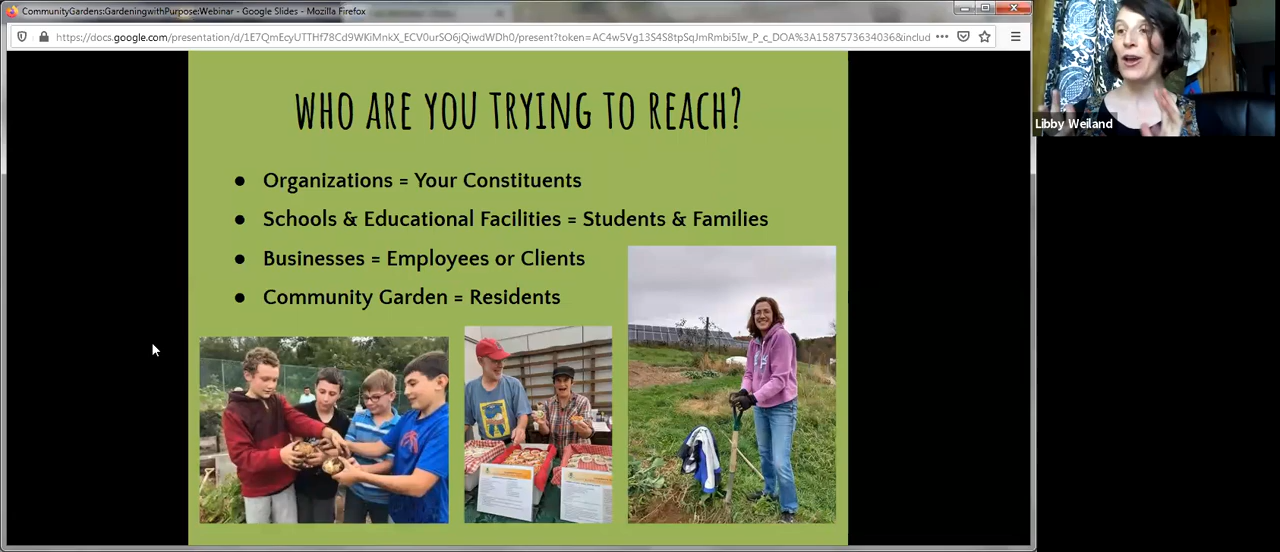 CommunityGardens:GardeningwithPurpose:Webinar - Google Slides - Mozilla Firefox
https://docs.google.com/presentation/d/1E7QmEcyUTTHf78Cd9WKiMnkX_ECV0urSO6jQiwdWDh0/present?token=AC4w5Vg13S4S8tpSqJmRmbi5Iw_P_c_DOA%3A1587573634036&includ
Libby Weiland
WHO ARE YOU TRYING TO REACH?
● Organizations = Your Constituents
● Schools & Educational Facilities = Students & Families
● Businesses = Employees or Clients
● Community Garden = Residents